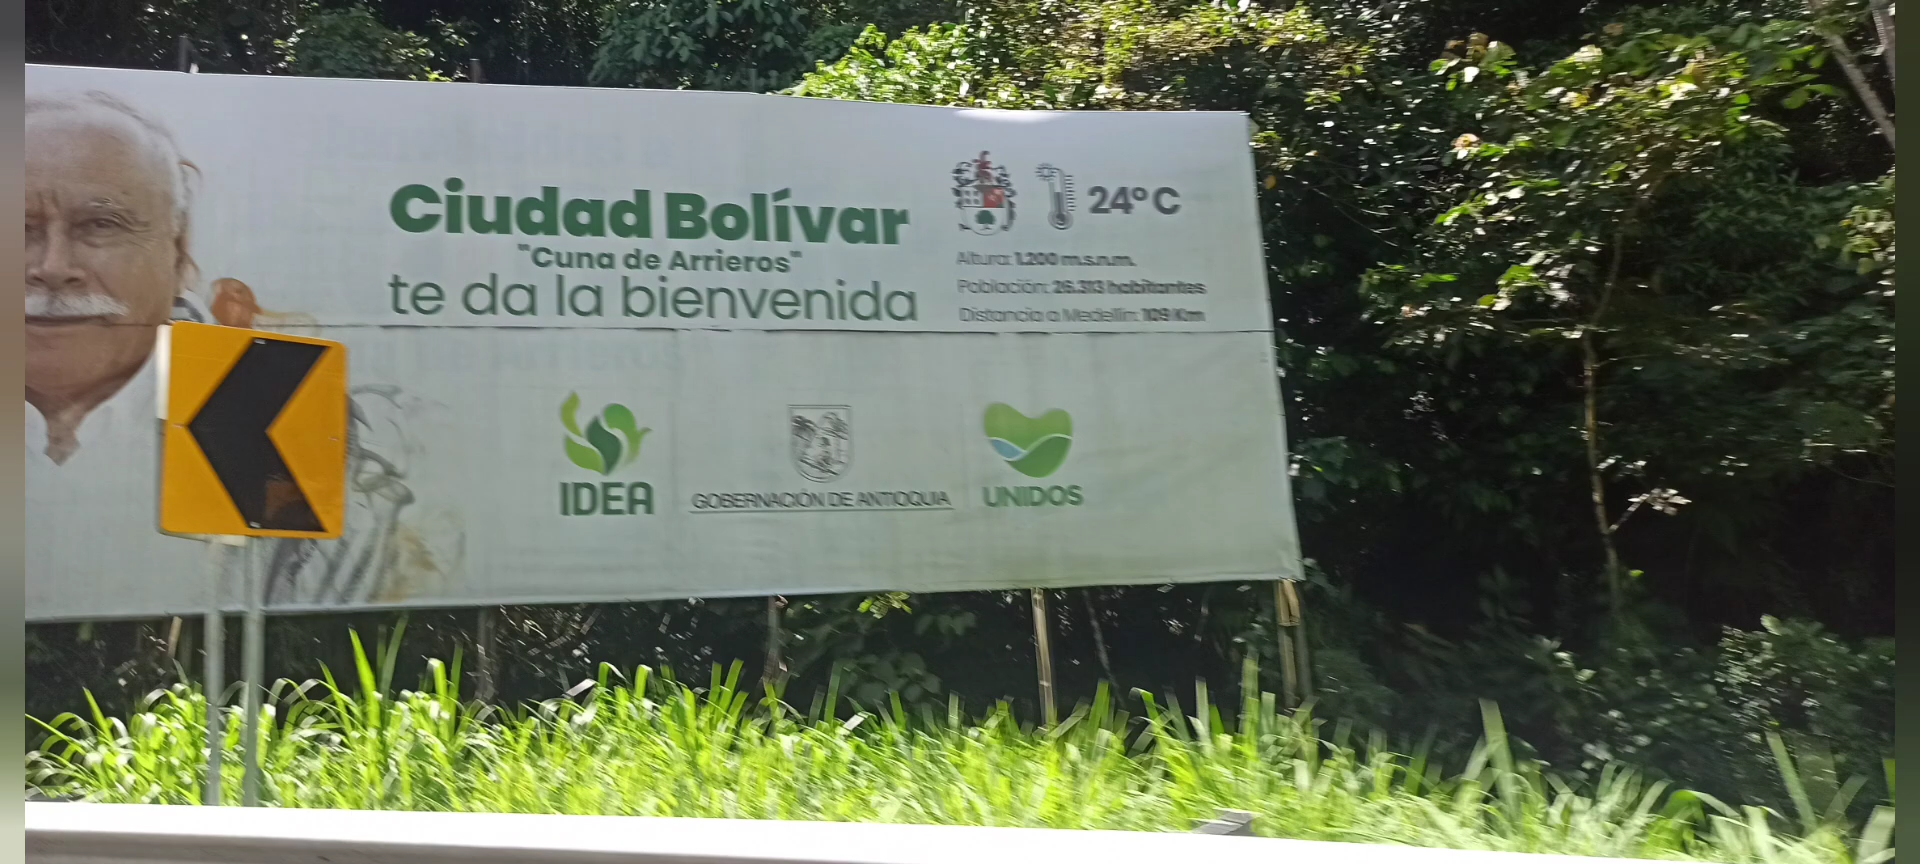 Ciudad Bolívar
"Cuna de Arrieros"
te da la bienvenida
24°C
Altura: 1.200 m.s.n.m.
Población: 26.313 habitantes
Distancia a Medellín: 109 Km
IDEA
GOBERNACIÓN DE ANTIOQUIA
UNIDOS